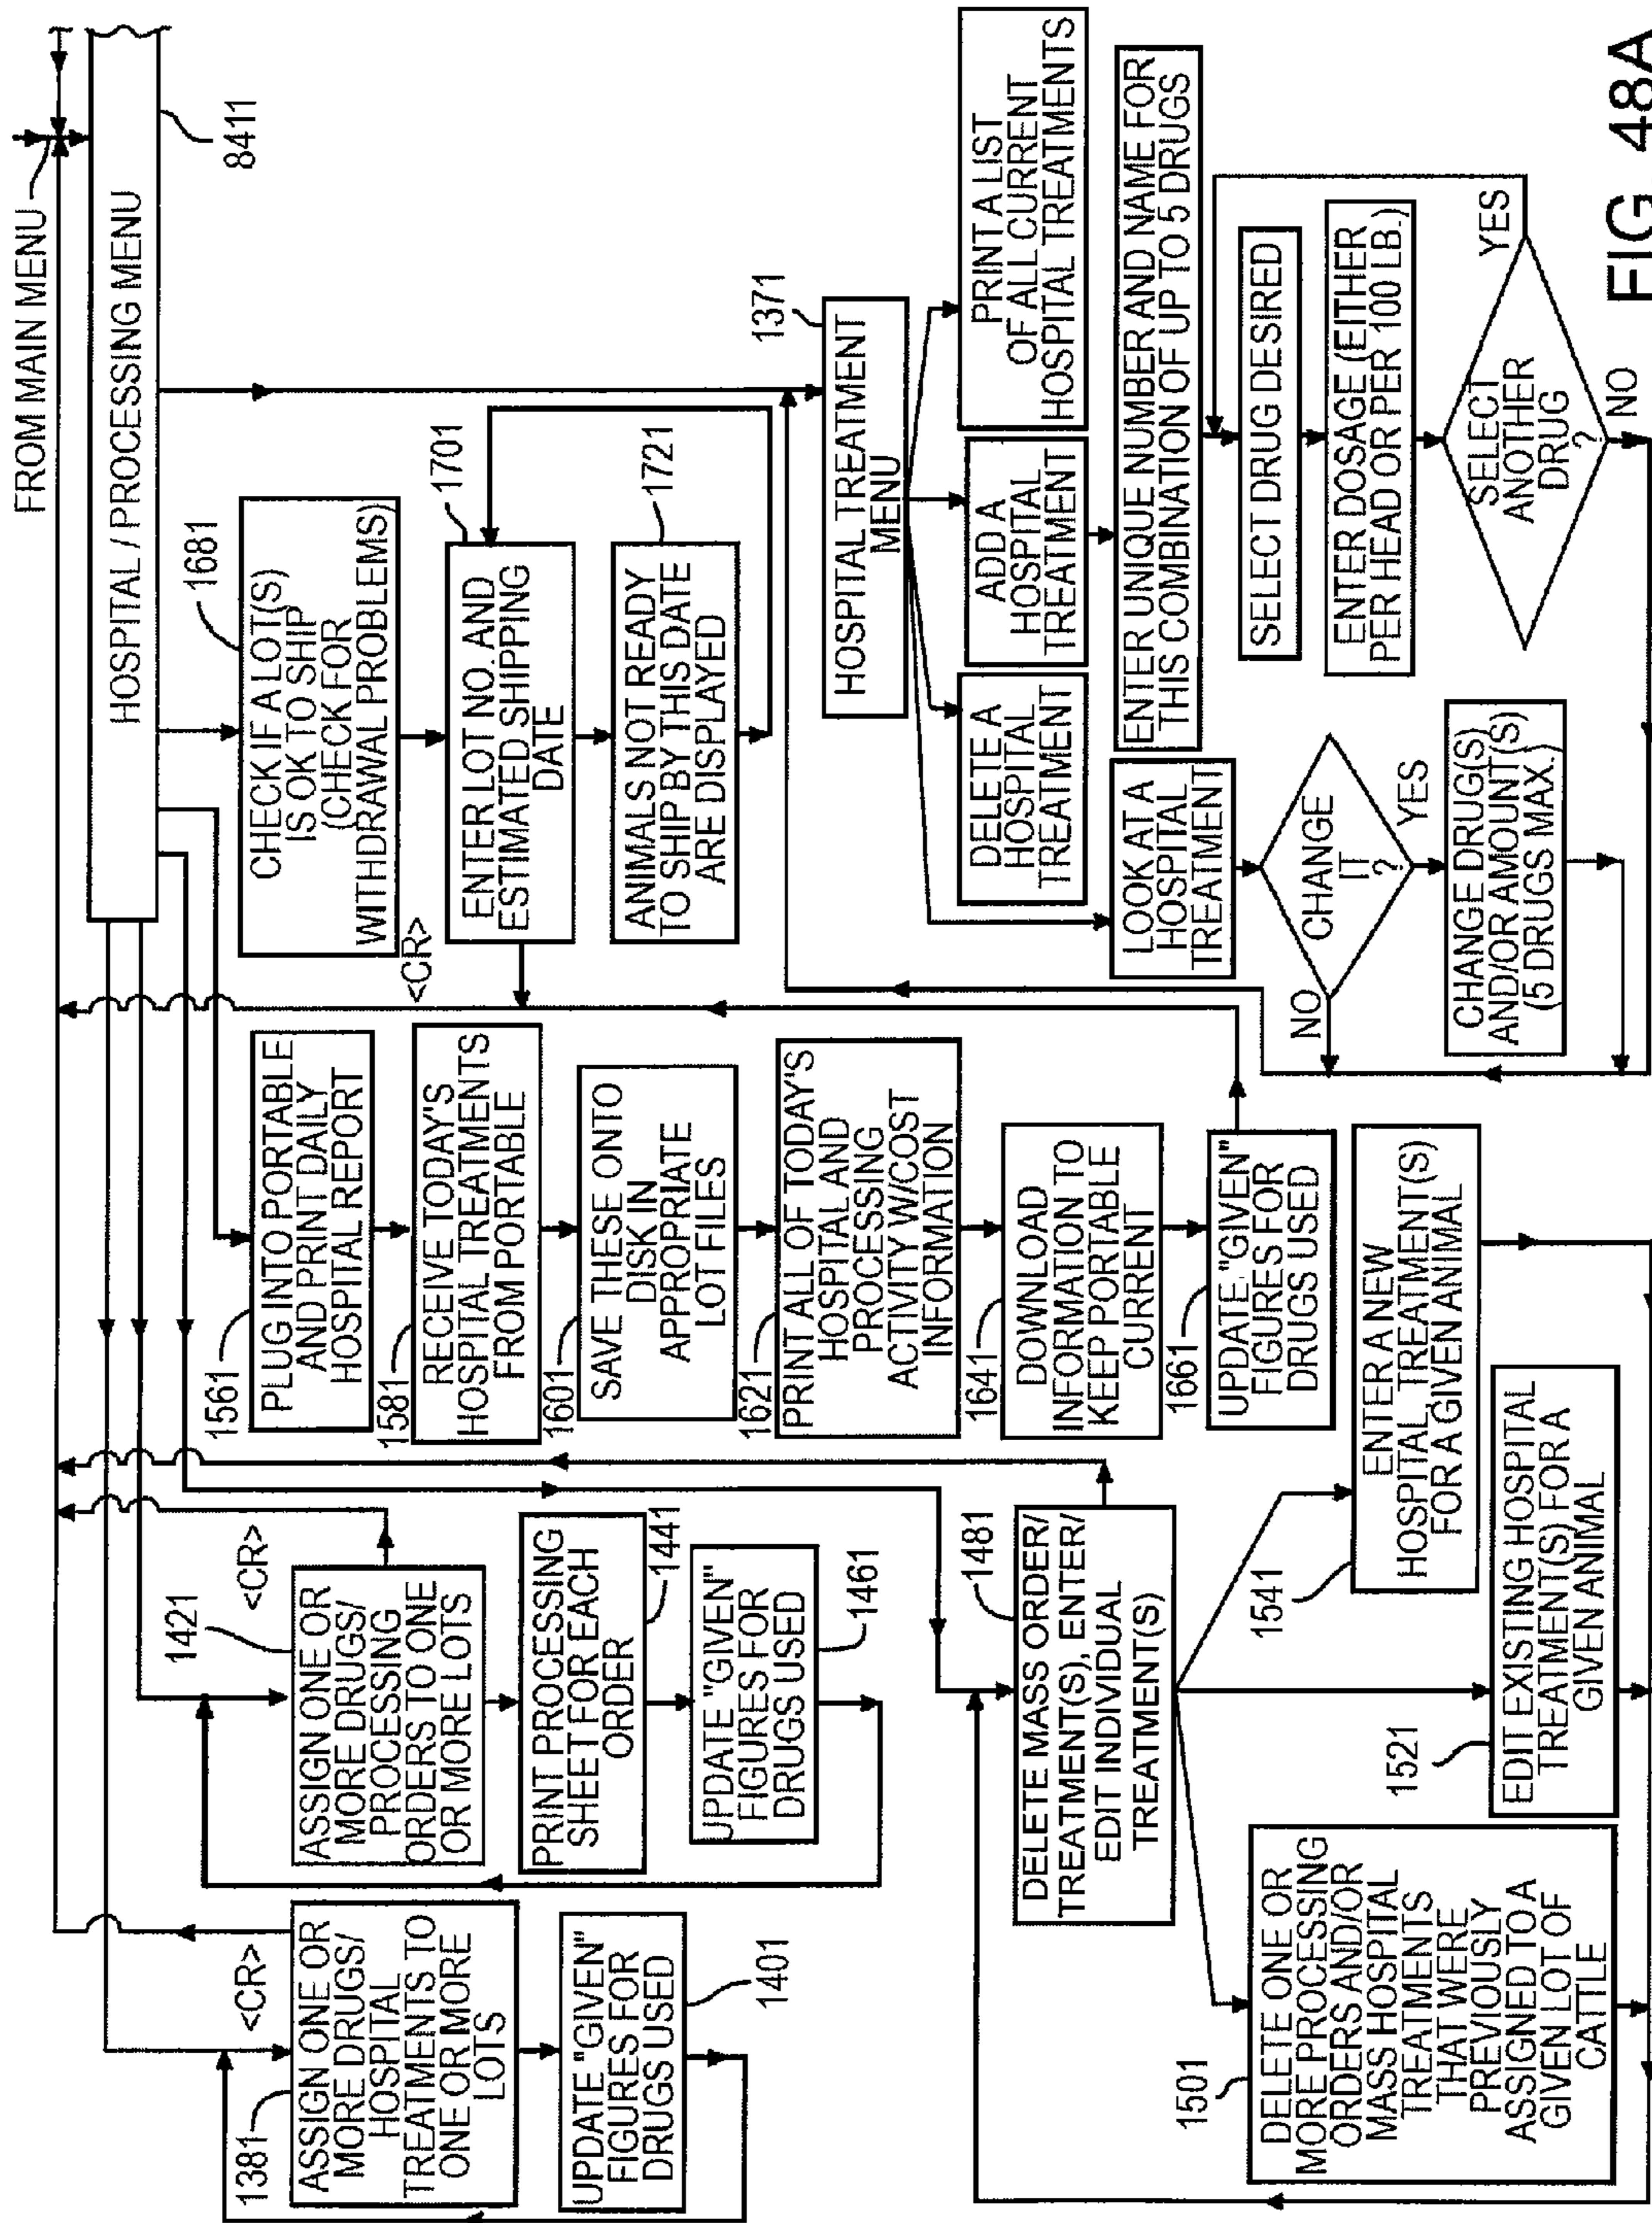 FROM MAIN MENU
HOSPITAL / PROCESSING MENU
8411
1381
<CR>
ASSIGN ONE OR
MORE DRUGS/
HOSPITAL
TREATMENTS TO
ONE OR MORE
LOTS
UPDATE "GIVEN"
FIGURES FOR
DRUGS USED
1401
1421
<CR>
ASSIGN ONE OR
MORE DRUGS/
PROCESSING
ORDERS TO ONE
OR MORE LOTS
PRINT PROCESSING
SHEET FOR EACH
ORDER
1441
UPDATE "GIVEN"
FIGURES FOR
DRUGS USED
1461
DELETE MASS ORDER/
TREATMENT(S), ENTER/
EDIT INDIVIDUAL
TREATMENT(S)
1481
1501
DELETE ONE OR
MORE PROCESSING
ORDERS AND/OR
MASS HOSPITAL
TREATMENTS
THAT WERE
PREVIOUSLY
ASSIGNED TO A
GIVEN LOT OF
CATTLE
1521
EDIT EXISTING HOSPITAL
TREATMENT(S) FOR A
GIVEN ANIMAL
1541
ENTER A NEW
HOSPITAL TREATMENT(S)
FOR A GIVEN ANIMAL
1561
PLUG INTO PORTABLE
AND PRINT DAILY
HOSPITAL REPORT
1581
RECEIVE TODAY'S
HOSPITAL TREATMENTS
FROM PORTABLE
1601
SAVE THESE ONTO
DISK IN
APPROPRIATE
LOT FILES
1621
PRINT ALL OF TODAY'S
HOSPITAL AND
PROCESSING
ACTIVITY W/COST
INFORMATION
1641
DOWNLOAD
INFORMATION TO
KEEP PORTABLE
CURRENT
1661
UPDATE "GIVEN"
FIGURES FOR
DRUGS USED
CHECK IF A LOT(S)
IS OK TO SHIP
(CHECK FOR
WITHDRAWAL PROBLEMS)
1681
<CR>
ENTER LOT NO. AND
ESTIMATED SHIPPING
DATE
1701
ANIMALS NOT READY
TO SHIP BY THIS DATE
ARE DISPLAYED
1721
HOSPITAL TREATMENT
MENU
1371
LOOK AT A
HOSPITAL
TREATMENT
DELETE A
HOSPITAL
TREATMENT
ADD A
HOSPITAL
TREATMENT
PRINT A LIST
OF ALL CURRENT
HOSPITAL TREATMENTS
CHANGE
IT
?
NO
YES
CHANGE DRUG(S)
AND/OR AMOUNT(S)
(5 DRUGS MAX.)
ENTER UNIQUE NUMBER AND NAME FOR
THIS COMBINATION OF UP TO 5 DRUGS
SELECT DRUG DESIRED
ENTER DOSAGE (EITHER
PER HEAD OR PER 100 LB.)
SELECT
ANOTHER
DRUG
?
YES
NO
FIG. 48A